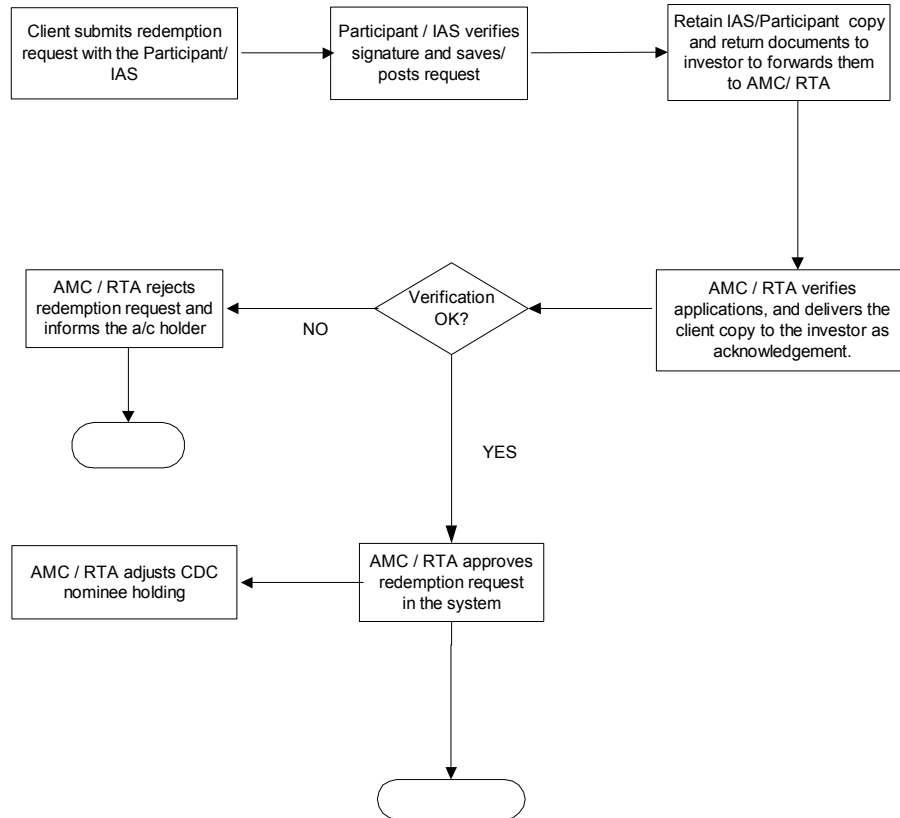 Client submits redemption
request with the Participant/
IAS
Participant / IAS verifies
signature and saves/
posts request
Retain IAS/Participant copy
and return documents to
investor to forwards them
to AMC/ RTA
AMC / RTA rejects
redemption request and
informs the a/c holder
NO
Verification
OK?
AMC / RTA verifies
applications, and delivers the
client copy to the investor as
acknowledgement.
YES
AMC / RTA adjusts CDC
nominee holding
AMC / RTA approves
redemption request
in the system